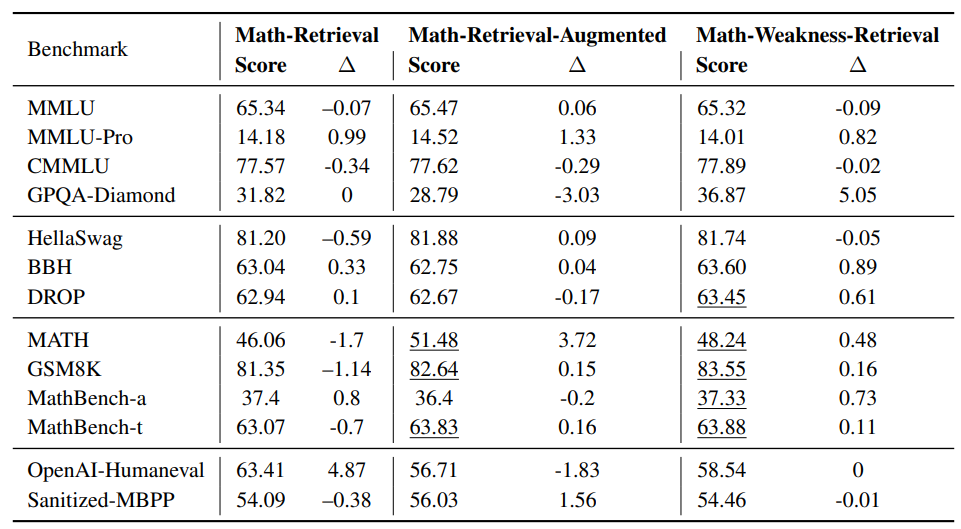 Benchmark Math-Retrieval Math-Retrieval-Augmented Math-Weakness-Retrieval
Score Δ Score Δ Score Δ
MMLU 65.34 –0.07 65.47 0.06 65.32 -0.09
MMLU-Pro 14.18 0.99 14.52 1.33 14.01 0.82
CMMLU 77.57 -0.34 77.62 -0.29 77.89 -0.02
GPQA-Diamond 31.82 0 28.79 -3.03 36.87 5.05
HellaSwag 81.20 –0.59 81.88 0.09 81.74 -0.05
BBH 63.04 0.33 62.75 0.04 63.60 0.89
DROP 62.94 0.1 62.67 -0.17 63.45 0.61
MATH 46.06 -1.7 51.48 3.72 48.24 0.48
GSM8K 81.35 –1.14 82.64 0.15 83.55 0.16
MathBench-a 37.4 0.8 36.4 -0.2 37.33 0.73
MathBench-t 63.07 -0.7 63.83 0.16 63.88 0.11
OpenAI-Humaneval 63.41 4.87 56.71 -1.83 58.54 0
Sanitized-MBPP 54.09 –0.38 56.03 1.56 54.46 -0.01